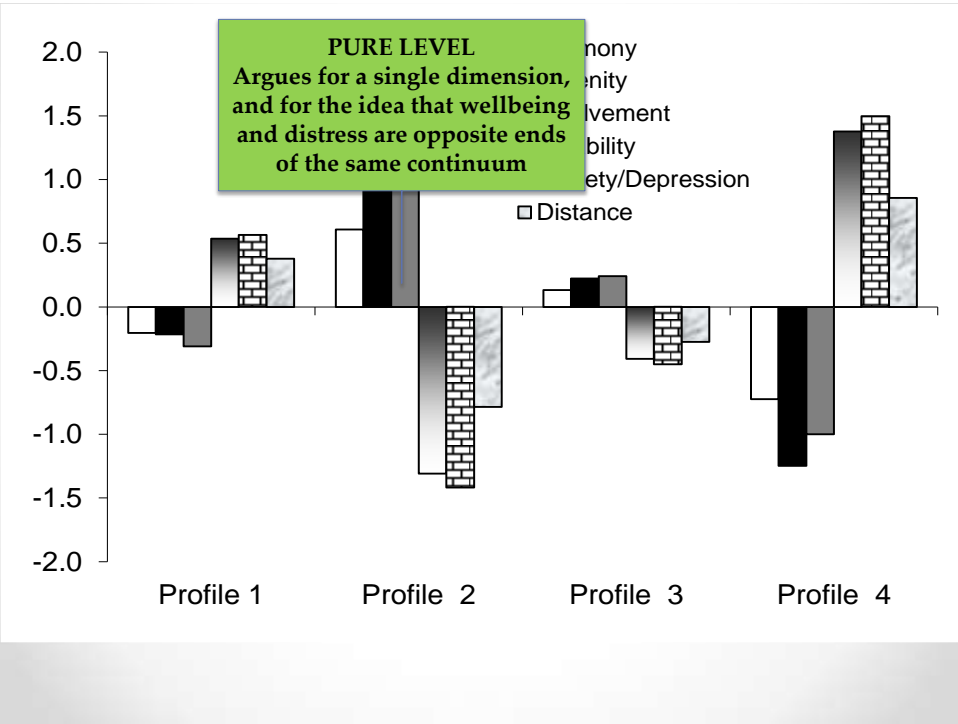 2.0
1.5
1.0
0.5
0.0
-0.5
-1.0
-1.5
-2.0
PURE LEVEL
Argues for a single dimension,
and for the idea that wellbeing
and distress are opposite ends
of the same continuum
Distance
Profile 1
Profile 2
Profile 3
Profile 4